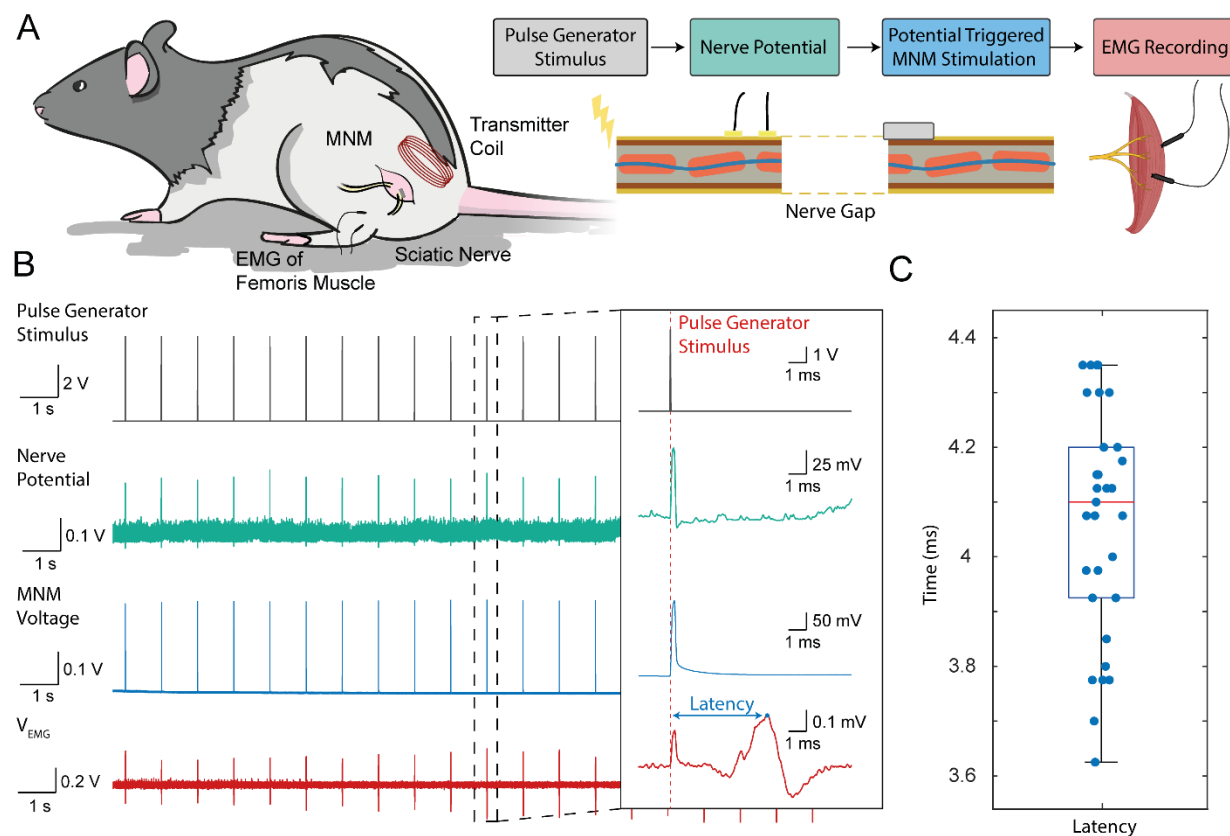 A
Pulse Generator
Stimulus
Nerve Potential
Potential Triggered
MNM Stimulation
EMG Recording
MNM
Transmitter
Coil
Nerve Gap
EMG of
Femoris Muscle
Sciatic Nerve
B
Pulse Generator
Stimulus
2 V
1 s
Nerve
Potential
0.1 V
1 s
MNM
Voltage
0.1 V
1 s
VEMG
0.2 V
1 s
Pulse Generator
Stimulus
1 V
1 ms
25 mV
1 ms
50 mV
1 ms
Latency
0.1 mV
1 ms
C
Time (ms)
4.4
4.2
4
3.8
3.6
Latency